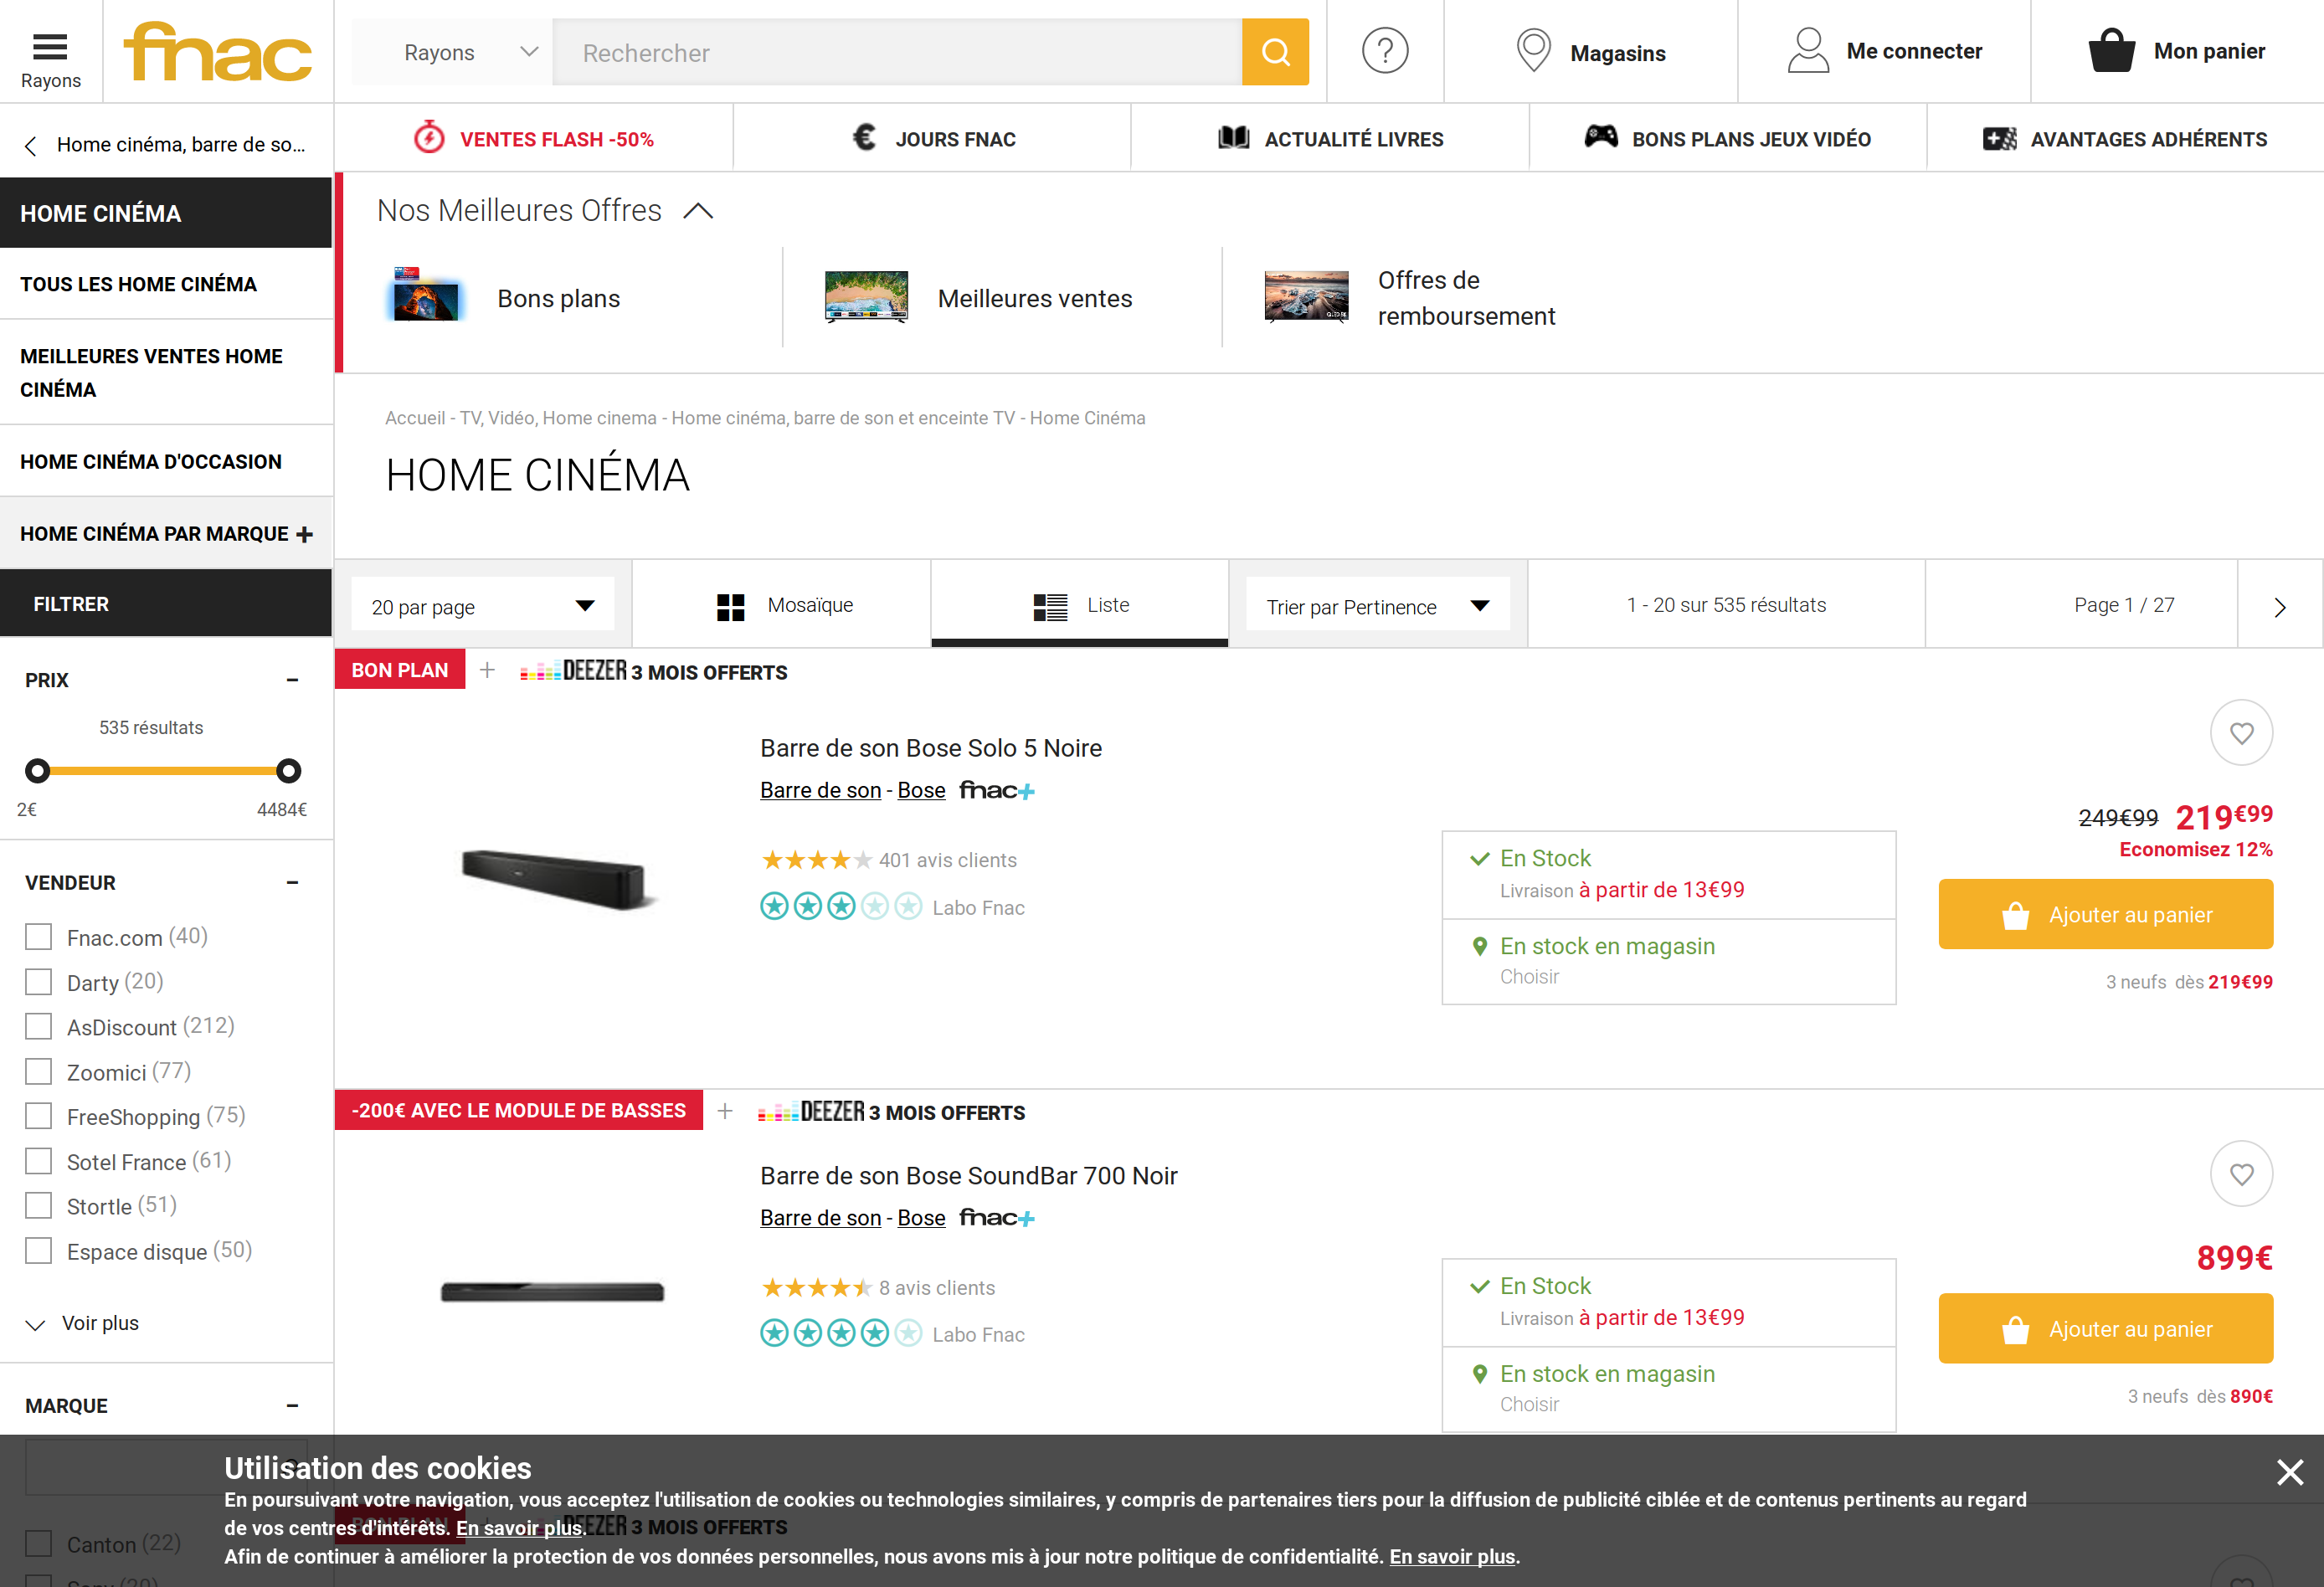 Rayons
fnac
Rayons
Rechercher
?
Magasins
Me connecter
Mon panier
Home cinéma, barre de so...
VENTES FLASH -50%
JOURS FNAC
ACTUALITÉ LIVRES
BONS PLANS JEUX VIDÉO
AVANTAGES ADHÉRENTS
HOME CINÉMA
TOUS LES HOME CINÉMA
MEILLEURES VENTES HOME
CINÉMA
HOME CINÉMA D'OCCASION
HOME CINÉMA PAR MARQUE +
FILTRER
PRIX
535 résultats
2€
4484€
VENDEUR
Fnac.com (40)
Darty (20)
AsDiscount (212)
Zoomici (77)
FreeShopping (75)
Sotel France (61)
Stortle (51)
Espace disque (50)
Voir plus
MARQUE
Canton (22)
Nos Meilleures Offres
Bons plans
Meilleures ventes
Offres de
remboursement
Accueil - TV, Vidéo, Home cinema - Home cinéma, barre de son et enceinte TV - Home Cinéma
HOME CINÉMA
20 par page
Mosaïque
Liste
Trier par Pertinence
1 - 20 sur 535 résultats
Page 1 / 27
BON PLAN + DEEZER 3 MOIS OFFERTS
Barre de son Bose Solo 5 Noire
Barre de son - Bose fnac+
401 avis clients
Labo Fnac
En Stock
Livraison à partir de 13€99
En stock en magasin
Choisir
249€99 219€99
Economisez 12%
Ajouter au panier
3 neufs dès 219€99
-200€ AVEC LE MODULE DE BASSES + DEEZER 3 MOIS OFFERTS
Barre de son Bose SoundBar 700 Noir
Barre de son - Bose fnac+
8 avis clients
Labo Fnac
En Stock
Livraison à partir de 13€99
En stock en magasin
Choisir
899€
Ajouter au panier
3 neufs dès 890€
BON PLAN DEEZER 3 MOIS OFFERTS
Utilisation des cookies
En poursuivant votre navigation, vous acceptez l'utilisation de cookies ou technologies similaires, y compris de partenaires tiers pour la diffusion de publicité ciblée et de contenus pertinents au regard
de vos centres d'intérêts. En savoir plus.
Afin de continuer à améliorer la protection de vos données personnelles, nous avons mis à jour notre politique de confidentialité. En savoir plus.